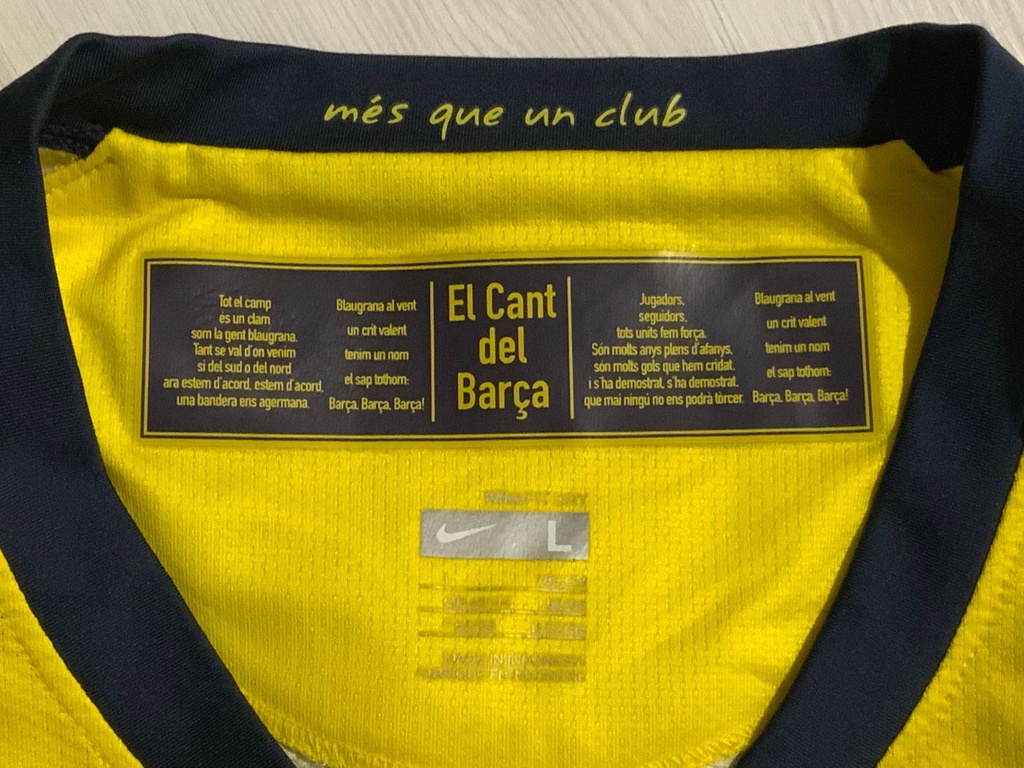 més que un club
Tot el camp
és un clam
som la gent blaugrana.
Tant se val d'on venim
si del sud o del nord
ara estem d'acord, estem d'acord,
una bandera ens agermana.
Blaugrana al vent
un crit valent
tenim un nom
el sap tothom:
Barça, Barça, Barça!
El Cant
del
Barça
Jugadors,
seguidors,
tots units fem força.
Són molts anys plens d'afanys,
són molts gols que hem cridat,
i s'ha demostrat, s'ha demostrat,
que mai ningú no ens podrà tòrcer.
Blaugrana al vent
un crit valent
tenim un nom
el sap tothom:
Barça, Barça, Barça!
DRY
L